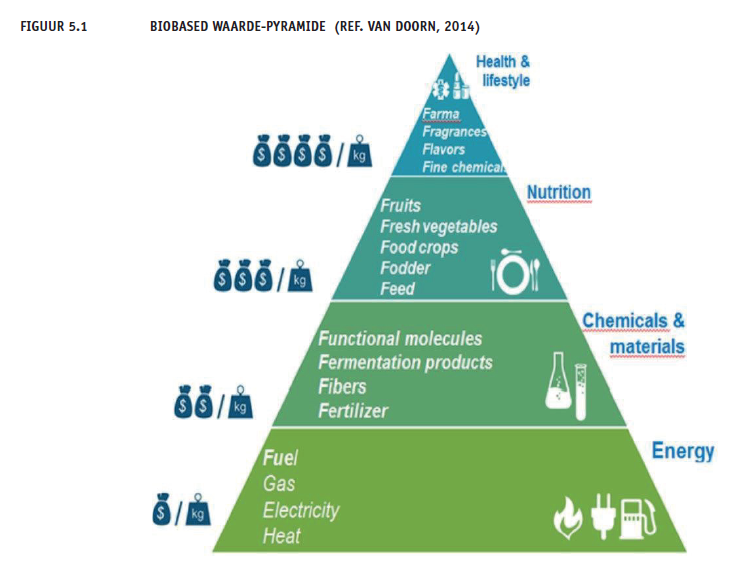 FIGUUR 5.1 BIOBASED WAARDE-PYRAMIDE (REF. VAN DOORN, 2014)
Health &
lifestyle
Farma
Fragrances
Flavors
Fine chemical
$ $ $ $ / kg
Nutrition
Fruits
Fresh vegetables
Food crops
Fodder
Feed
$ $ $ / kg
Chemicals &
materials
Functional molecules
Fermentation products
Fibers
Fertilizer
$ $ / kg
Energy
Fuel
Gas
Electricity
Heat
$ / kg